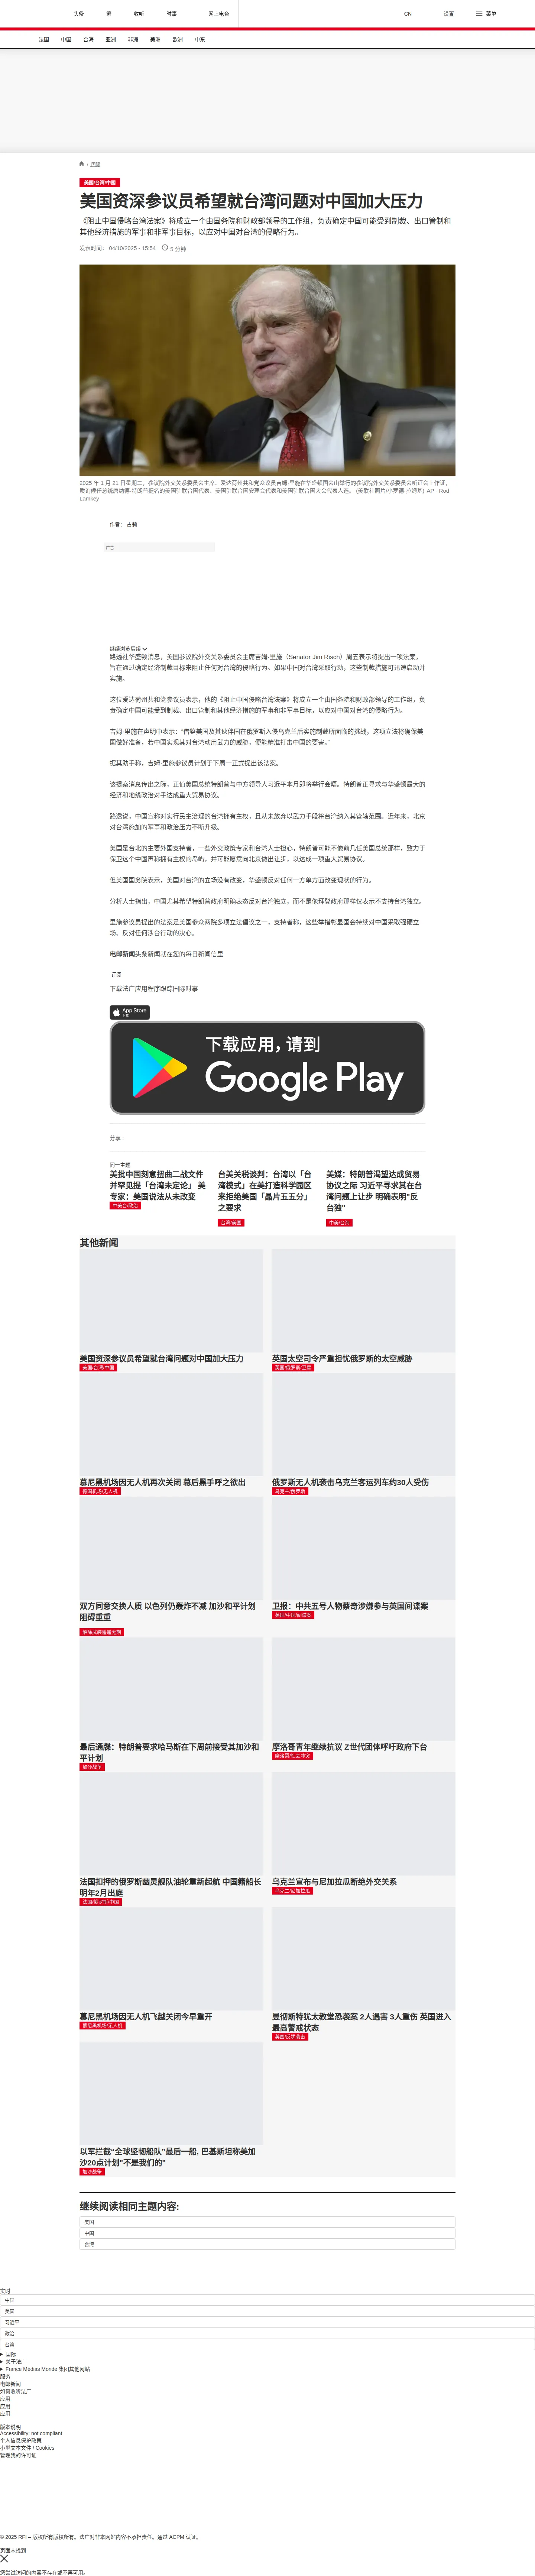 头条
繁
收听
时事
网上电台
CN
设置
菜单
法国
中国
台海
亚洲
非洲
美洲
欧洲
中东
/ 国际
美国/台湾/中国
美国资深参议员希望就台湾问题对中国加大压力
《阻止中国侵略台湾法案》将成立一个由国务院和财政部领导的工作组，负责确定中国可能受到制裁、出口管制和
其他经济措施的军事和非军事目标，以应对中国对台湾的侵略行为。
发表时间： 04/10/2025 - 15:54 5 分钟
2025 年 1 月 21 日星期二，参议院外交关系委员会主席、爱达荷州共和党众议员吉姆·里施在华盛顿国会山举行的参议院外交关系委员会听证会上作证，
质询候任总统唐纳德·特朗普提名的美国驻联合国代表、美国驻联合国安理会代表和美国驻联合国大会代表人选。 (美联社照片/小罗德·拉姆基) AP - Rod
Lamkey
作者： 古莉
广告
继续浏览后续
路透社华盛顿消息，美国参议院外交关系委员会主席吉姆·里施（Senator Jim Risch）周五表示将提出一项法案，
旨在通过确定经济制裁目标来阻止任何对台湾的侵略行为。如果中国对台湾采取行动，这些制裁措施可迅速启动并
实施。
这位爱达荷州共和党参议员表示，他的《阻止中国侵略台湾法案》将成立一个由国务院和财政部领导的工作组，负
责确定中国可能受到制裁、出口管制和其他经济措施的军事和非军事目标，以应对中国对台湾的侵略行为。
吉姆·里施在声明中表示：“借鉴美国及其伙伴国在俄罗斯入侵乌克兰后实施制裁所面临的挑战，这项立法将确保美
国做好准备，若中国实现其对台湾动用武力的威胁，便能精准打击中国的要害。”
据其助手称，吉姆·里施参议员计划于下周一正式提出该法案。
该提案消息传出之际，正值美国总统特朗普与中方领导人习近平本月即将举行会晤。特朗普正寻求与华盛顿最大的
经济和地缘政治对手达成重大贸易协议。
路透说，中国宣称对实行民主治理的台湾拥有主权，且从未放弃以武力手段将台湾纳入其管辖范围。近年来，北京
对台湾施加的军事和政治压力不断升级。
美国是台北的主要外国支持者，一些外交政策专家和台湾人士担心，特朗普可能不像前几任美国总统那样，致力于
保卫这个中国声称拥有主权的岛屿，并可能愿意向北京做出让步，以达成一项重大贸易协议。
但美国国务院表示，美国对台湾的立场没有改变，华盛顿反对任何一方单方面改变现状的行为。
分析人士指出，中国尤其希望特朗普政府明确表态反对台湾独立，而不是像拜登政府那样仅表示不支持台湾独立。
里施参议员提出的法案是美国参众两院多项立法倡议之一，支持者称，这些举措彰显国会持续对中国采取强硬立
场、反对任何涉台行动的决心。
电邮新闻头条新闻就在您的每日新闻信里
订阅
下载法广应用程序跟踪国际时事
App Store
下载应用，请到
Google Play
分享 :
同一主题
美批中国刻意扭曲二战文件
并罕见提「台湾未定论」 美
专家：美国说法从未改变
中美台/政治
台美关税谈判：台湾以「台
湾模式」在美打造科学园区
来拒绝美国「晶片五五分」
之要求
台湾/美国
美媒：特朗普渴望达成贸易
协议之际 习近平寻求其在台
湾问题上让步 明确表明"反
台独"
中美/台海
其他新闻
美国资深参议员希望就台湾问题对中国加大压力
美国/台湾/中国
英国太空司令严重担忧俄罗斯的太空威胁
英国/俄罗斯/卫星
慕尼黑机场因无人机再次关闭 幕后黑手呼之欲出
德国机场/无人机
俄罗斯无人机袭击乌克兰客运列车约30人受伤
乌克兰/俄罗斯
双方同意交换人质 以色列仍轰炸不减 加沙和平计划
阻碍重重
解除武装遥遥无期
卫报：中共五号人物蔡奇涉嫌参与英国间谍案
英国/中国/间谍案
最后通牒：特朗普要求哈马斯在下周前接受其加沙和
平计划
加沙战争
摩洛哥青年继续抗议 Z世代团体呼吁政府下台
摩洛哥/社会冲突
法国扣押的俄罗斯幽灵舰队油轮重新起航 中国籍船长
明年2月出庭
法国/俄罗斯/中国
乌克兰宣布与尼加拉瓜断绝外交关系
乌克兰/尼加拉瓜
慕尼黑机场因无人机飞越关闭今早重开
慕尼黑机场/无人机
曼彻斯特犹太教堂恐袭案 2人遇害 3人重伤 英国进入
最高警戒状态
英国/反犹袭击
以军拦截“全球坚韧船队”最后一船, 巴基斯坦称美加
沙20点计划"不是我们的"
加沙战争
继续阅读相同主题内容:
美国
中国
台湾
实时
中国
美国
习近平
政治
台湾
国际
关于法广
France Médias Monde 集团其他网站
服务
电邮新闻
如何收听法广
应用
应用
应用
版本说明
Accessibility: not compliant
个人信息保护政策
小型文本文件 / Cookies
管理我的许可证
© 2025 RFI – 版权所有版权所有。法广对非本网站内容不承担责任。通过 ACPM 认证。
页面未找到
您尝试访问的内容不存在或不再可用。